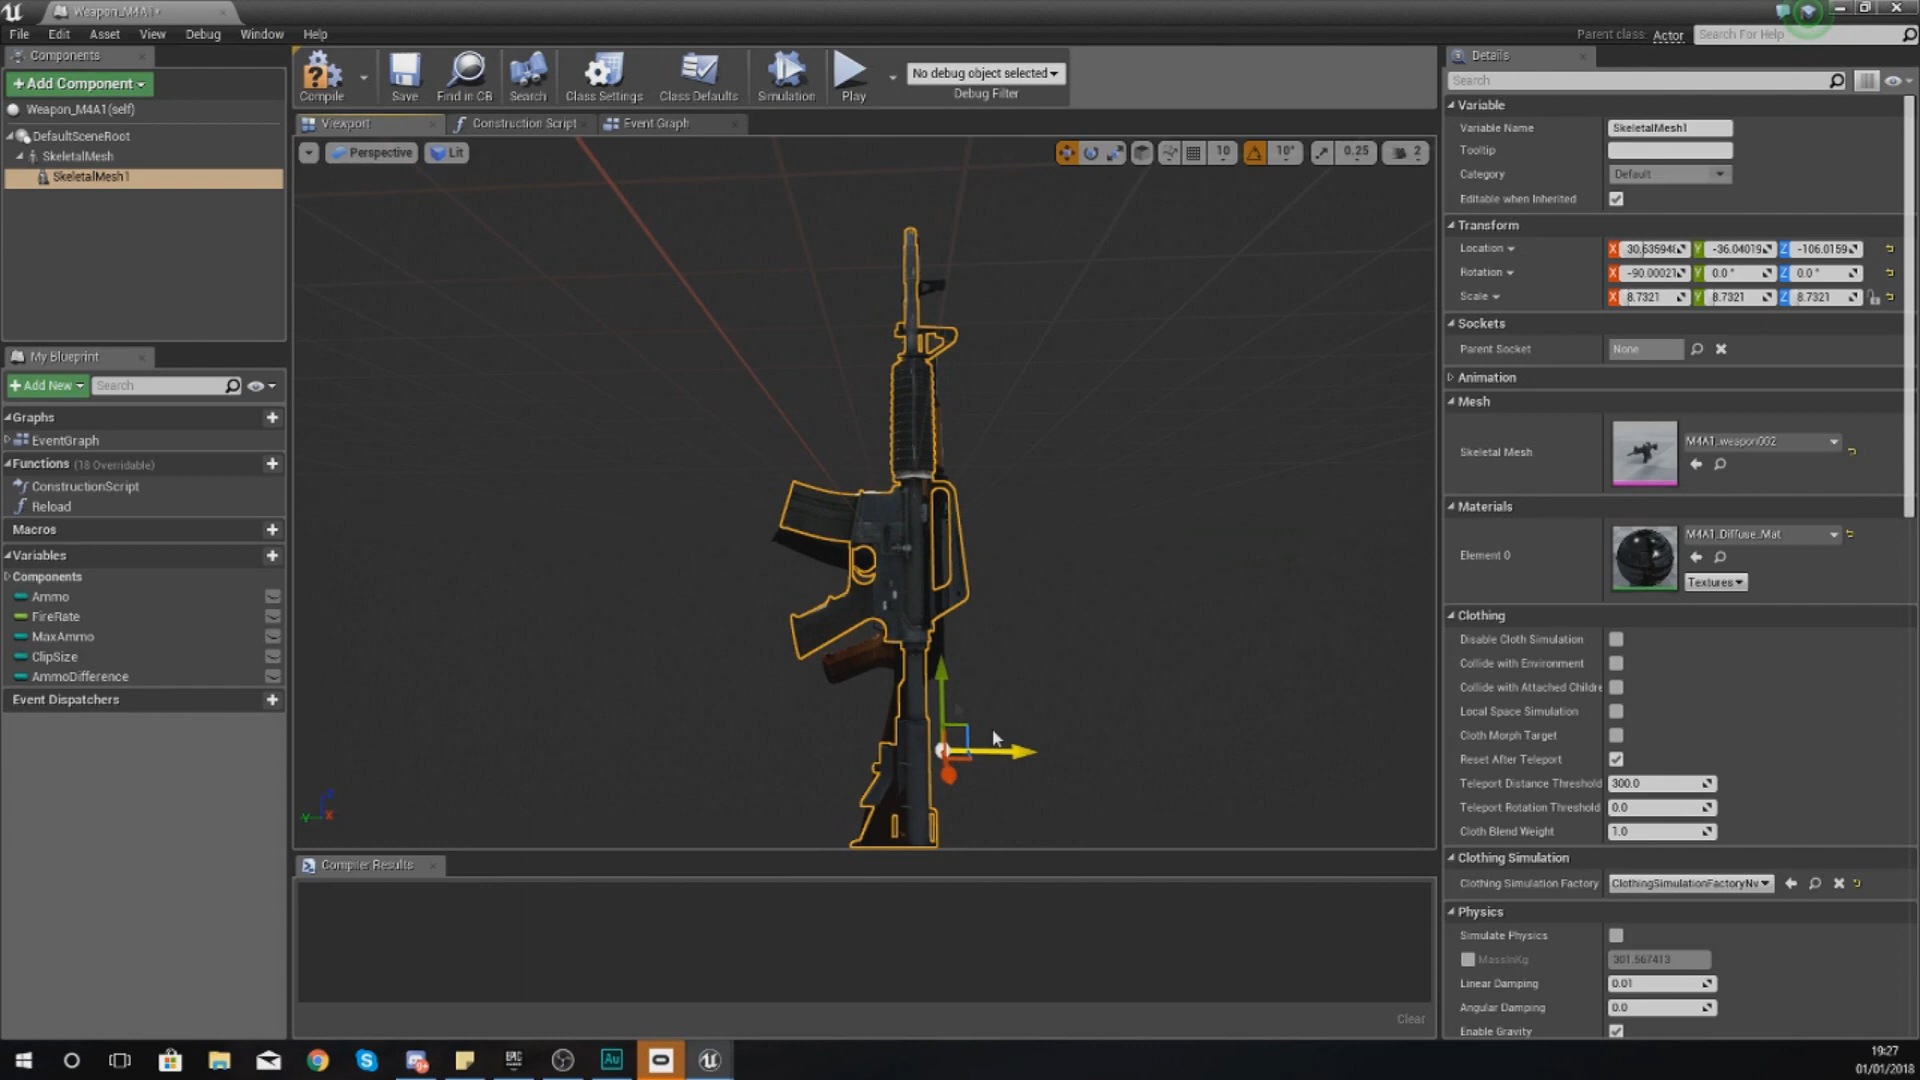 Weapon_M4A1*
File Edit Asset View Debug Window Help
Parent class: Actor
Search For Help
Components
+Add Component
Weapon_M4A1(self)
DefaultSceneRoot
SkeletalMesh
SkeletalMesh1
Compile
Save
Find in CB
Search
Class Settings
Class Defaults
Simulation
Play
No debug object selected
Debug Filter
Viewport
Construction Script
Event Graph
Perspective
Lit
10
10°
0.25
2
My Blueprint
+Add New
Search
Graphs
EventGraph
Functions (18 Overridable)
ConstructionScript
Reload
Macros
Variables
Components
Ammo
FireRate
MaxAmmo
ClipSize
AmmoDifference
Event Dispatchers
Compiler Results
Clear
Details
Search
Variable
Variable Name SkeletalMesh1
Tooltip
Category Default
Editable when Inherited
Transform
Location X 30.635948 Y -36.04019 Z -106.0159
Rotation X -90.00021 Y 0.0° Z 0.0°
Scale X 8.7321 Y 8.7321 Z 8.7321
Sockets
Parent Socket None
Animation
Mesh
Skeletal Mesh M4A1_weapon002
Materials
Element 0 M4A1_Diffuse_Mat
Textures
Clothing
Disable Cloth Simulation
Collide with Environment
Collide with Attached Childre
Local Space Simulation
Cloth Morph Target
Reset After Teleport
Teleport Distance Threshold 300.0
Teleport Rotation Threshold 0.0
Cloth Blend Weight 1.0
Clothing Simulation
Clothing Simulation Factory ClothingSimulationFactoryNv
Physics
Simulate Physics
MassInKg 301.567413
Linear Damping 0.01
Angular Damping 0.0
Enable Gravity
Au
19:27
01/01/2018